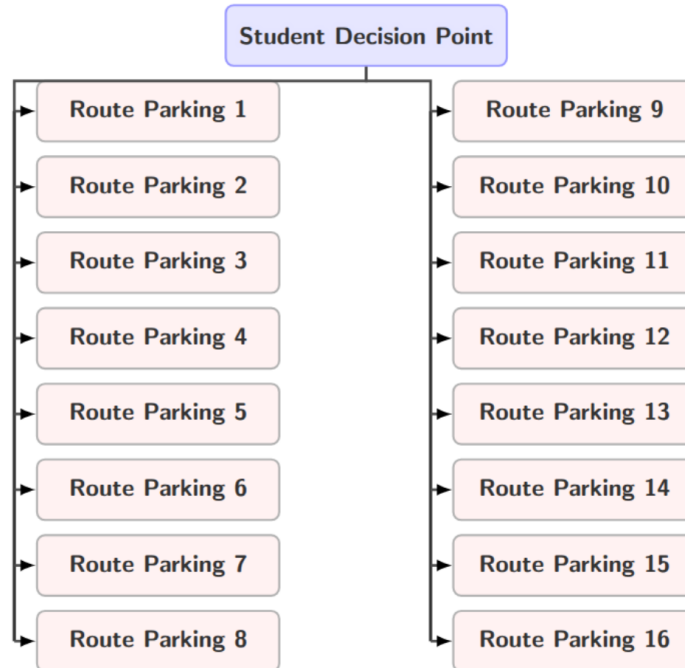 Student Decision Point
Route Parking 1
Route Parking 2
Route Parking 3
Route Parking 4
Route Parking 5
Route Parking 6
Route Parking 7
Route Parking 8
Route Parking 9
Route Parking 10
Route Parking 11
Route Parking 12
Route Parking 13
Route Parking 14
Route Parking 15
Route Parking 16